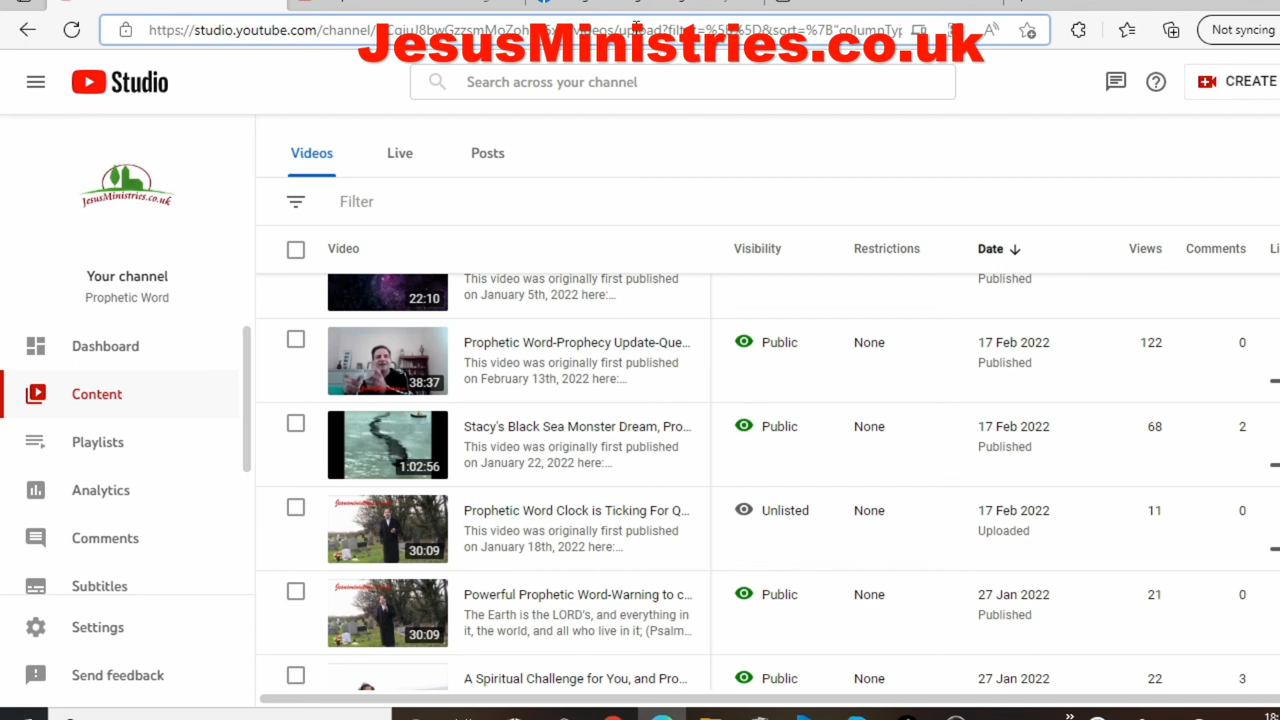 https://studio.youtube.com/channel/
JesusMinistries.co.uk
Not syncing
Studio
Search across your channel
CREATE
JesusMinistries.co.uk
Your channel
Prophetic Word
Dashboard
Content
Playlists
Analytics
Comments
Subtitles
Settings
Send feedback
Videos Live Posts
Filter
Video Visibility Restrictions Date Views Comments
22:10
This video was originally first published
on January 5th, 2022 here:...
Published
38:37
Prophetic Word-Prophecy Update-Que...
This video was originally first published
on February 13th, 2022 here:...
Public None 17 Feb 2022 122 0
Published
1:02:56
Stacy's Black Sea Monster Dream, Pro...
This video was originally first published
on January 22, 2022 here:...
Public None 17 Feb 2022 68 2
Published
Jesusministries.co.uk
30:09
Prophetic Word Clock is Ticking For Q...
This video was originally first published
on January 18th, 2022 here:...
Unlisted None 17 Feb 2022 11 0
Uploaded
Jesusministries.co.uk
30:09
Powerful Prophetic Word-Warning to c...
The Earth is the LORD's, and everything in
it, the world, and all who live in it; (Psalm...
Public None 27 Jan 2022 21 0
Published
A Spiritual Challenge for You, and Pro...
Public None 27 Jan 2022 22 3